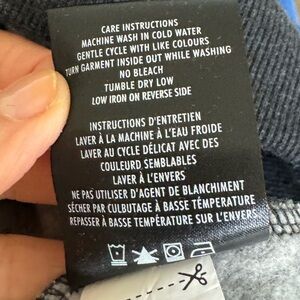 CARE INSTRUCTIONS
MACHINE WASH IN COLD WATER
GENTLE CYCLE WITH LIKE COLOURS
TURN GARMENT INSIDE OUT WHILE WASHING
NO BLEACH
TUMBLE DRY LOW
LOW IRON ON REVERSE SIDE
INSTRUCTIONS D'ENTRETIEN
LAVER À LA MACHINE À L'EAU FROIDE
LAVER AU CYCLE DÉLICAT AVEC DES
COULEURD SEMBLABLES
LAVER À L'ENVERS
NE PAS UTILISER D'AGENT DE BLANCHIMENT
SÉCHER PAR CULBUTAGE À BASSE TEMPÉRATURE
REPASSER À BASSE TEMPÉRATURE SUR L'ENVERS